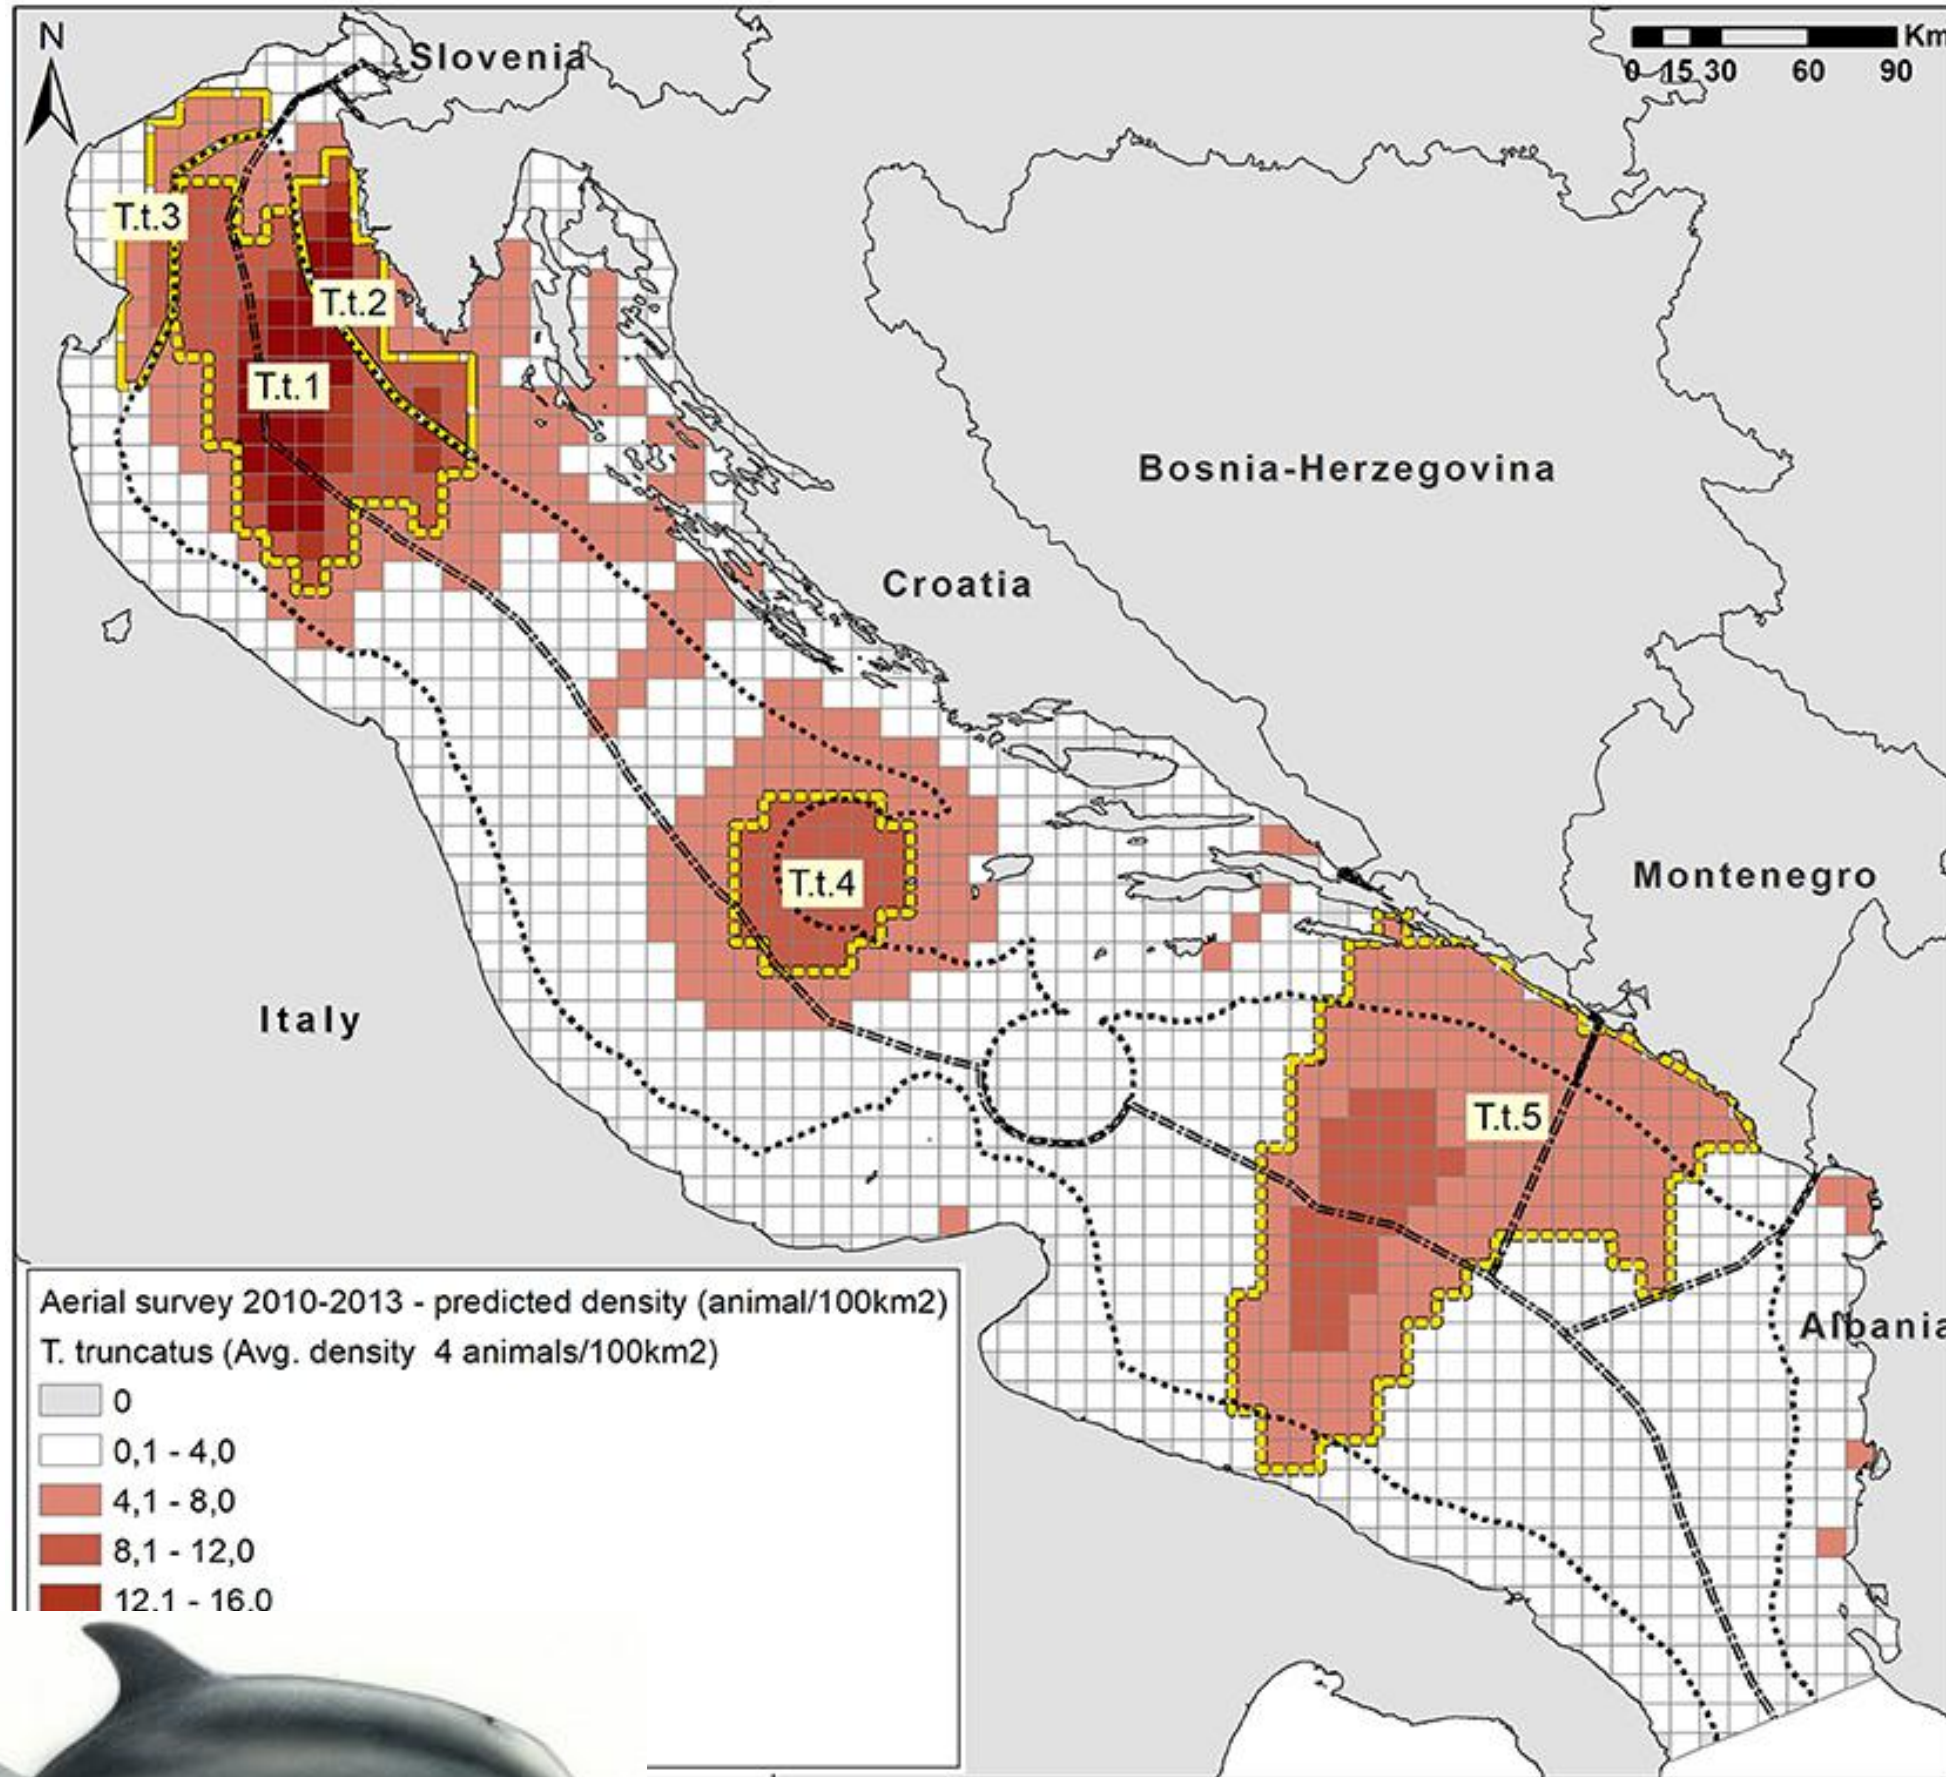 N
Slovenia
Km
0 15 30 60 90
T.t.3
T.t.2
T.t.1
Bosnia-Herzegovina
Croatia
T.t.4
Montenegro
Italy
T.t.5
Albania
Aerial survey 2010-2013 - predicted density (animal/100km2)
T. truncatus (Avg. density 4 animals/100km2)
0
0,1 - 4,0
4,1 - 8,0
8,1 - 12,0
12,1 - 16,0